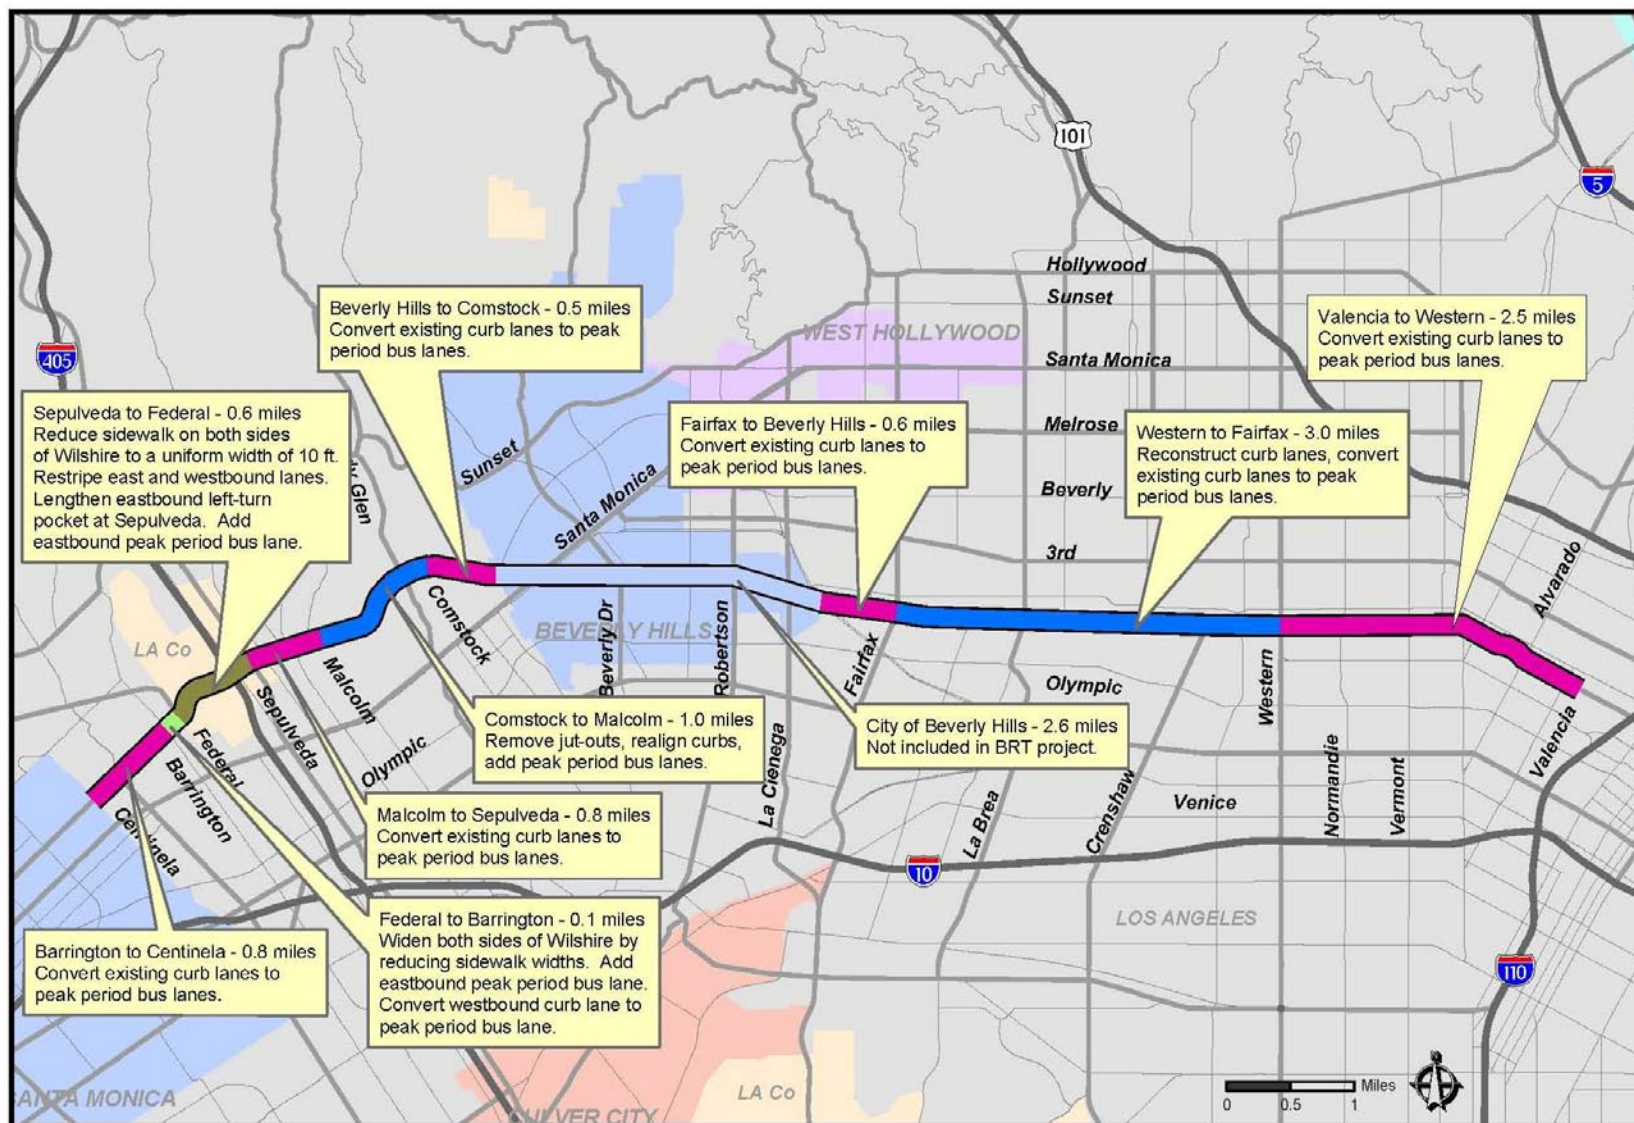 101
5
Hollywood
Sunset
WEST HOLLYWOOD
Santa Monica
Melrose
Beverly
3rd
405
Beverly Hills to Comstock - 0.5 miles
Convert existing curb lanes to peak
period bus lanes.
Valencia to Western - 2.5 miles
Convert existing curb lanes to
peak period bus lanes.
Sepulveda to Federal - 0.6 miles
Reduce sidewalk on both sides
of Wilshire to a uniform width of 10 ft.
Restripe east and westbound lanes.
Lengthen eastbound left-turn
pocket at Sepulveda. Add
eastbound peak period bus lane.
Fairfax to Beverly Hills - 0.6 miles
Convert existing curb lanes to
peak period bus lanes.
Western to Fairfax - 3.0 miles
Reconstruct curb lanes, convert
existing curb lanes to peak
period bus lanes.
Sunset
Santa Monica
Glen
Alvarado
Comstock
BEVERLY HILLS
Beverly Dr
Robertson
Fairfax
LA Co
Malcolm
Sepulveda
Olympic
Western
Olympic
Federal
Barrington
Centinela
Comstock to Malcolm - 1.0 miles
Remove jut-outs, realign curbs,
add peak period bus lanes.
City of Beverly Hills - 2.6 miles
Not included in BRT project.
La Cienega
La Brea
Crenshaw
Venice
Normandie
Vermont
Valencia
Malcolm to Sepulveda - 0.8 miles
Convert existing curb lanes to
peak period bus lanes.
10
Federal to Barrington - 0.1 miles
Widen both sides of Wilshire by
reducing sidewalk widths. Add
eastbound peak period bus lane.
Convert westbound curb lane to
peak period bus lane.
Barrington to Centinela - 0.8 miles
Convert existing curb lanes to
peak period bus lanes.
LOS ANGELES
110
SANTA MONICA
CULVER CITY
LA Co
Miles
0 0.5 1